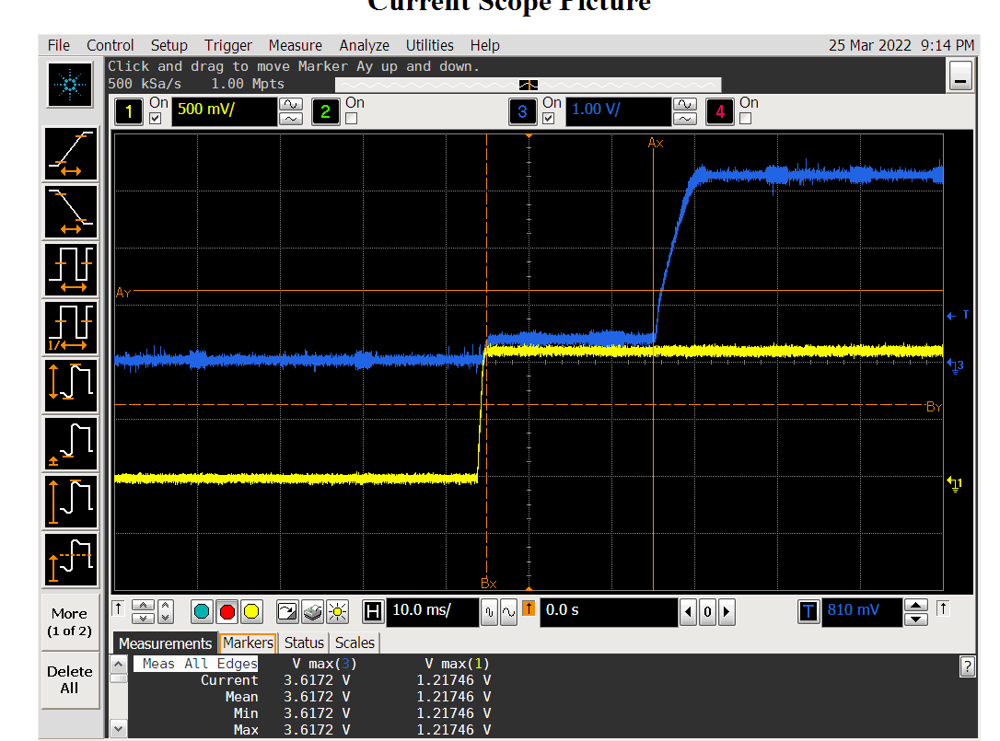 Current Scope Picture
File Control Setup Trigger Measure Analyze Utilities Help 25 Mar 2022 9:14 PM
Click and drag to move Marker Ay up and down.
500 kSa/s 1.00 Mpts
1 On 500 mV/ 2 On 3 On 1.00 V/ 4 On
Ax
Ay
T
3
By
1
1/
Bx
More
(1 of 2)
Delete
All
H 10.0 ms/ 0.0 s 0 T 810 mV
Measurements Markers Status Scales
Meas All Edges V max(3) V max(1)
?
Current 3.6172 V 1.21746 V
Mean 3.6172 V 1.21746 V
Min 3.6172 V 1.21746 V
Max 3.6172 V 1.21746 V